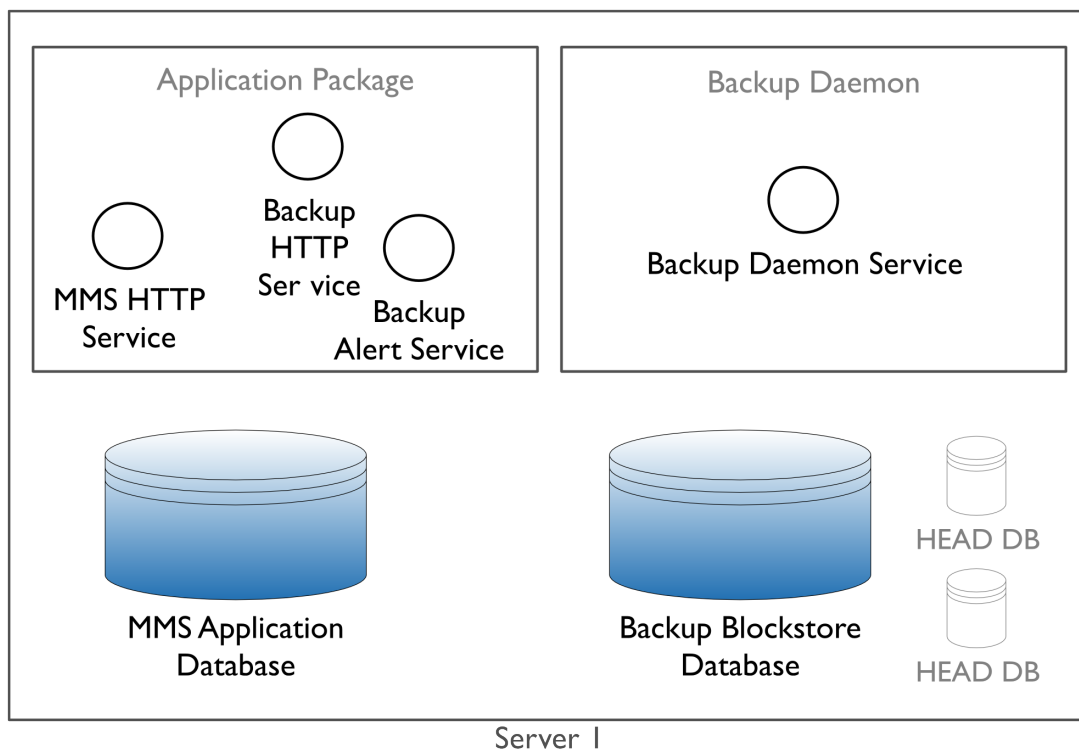 Application Package
Backup
HTTP
Ser vice
MMS HTTP
Service
Backup
Alert Service
Backup Daemon
Backup Daemon Service
MMS Application
Database
Backup Blockstore
Database
HEAD DB
HEAD DB
Server 1